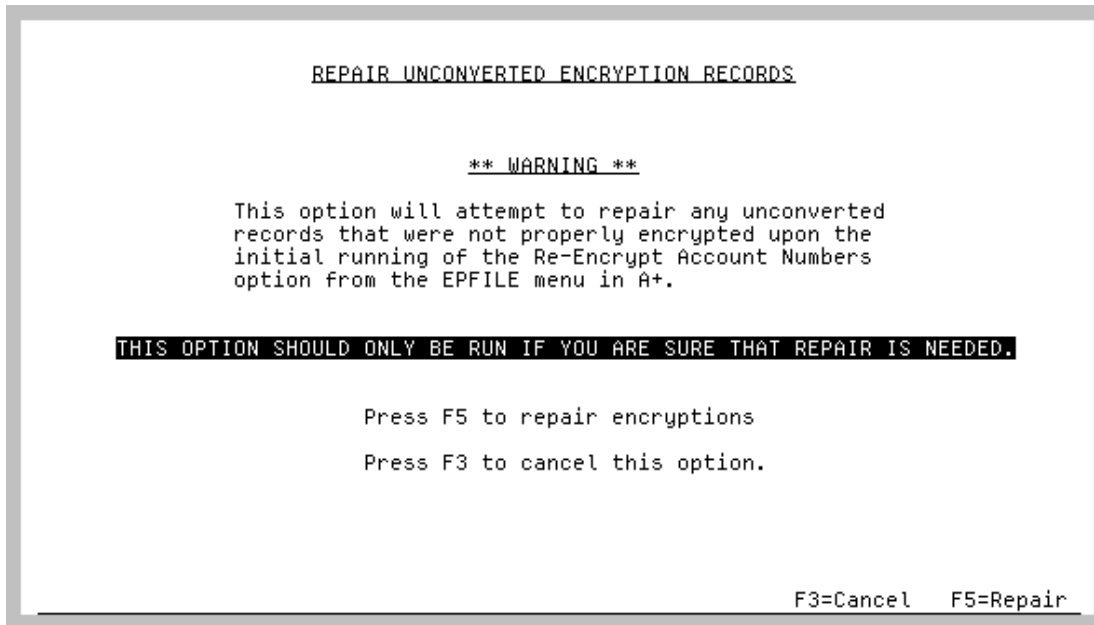 REPAIR UNCONVERTED ENCRYPTION RECORDS
** WARNING **
This option will attempt to repair any unconverted
records that were not properly encrypted upon the
initial running of the Re-Encrypt Account Numbers
option from the EPFILE menu in A+.
THIS OPTION SHOULD ONLY BE RUN IF YOU ARE SURE THAT REPAIR IS NEEDED.
Press F5 to repair encryptions
Press F3 to cancel this option.
F3=Cancel F5=Repair